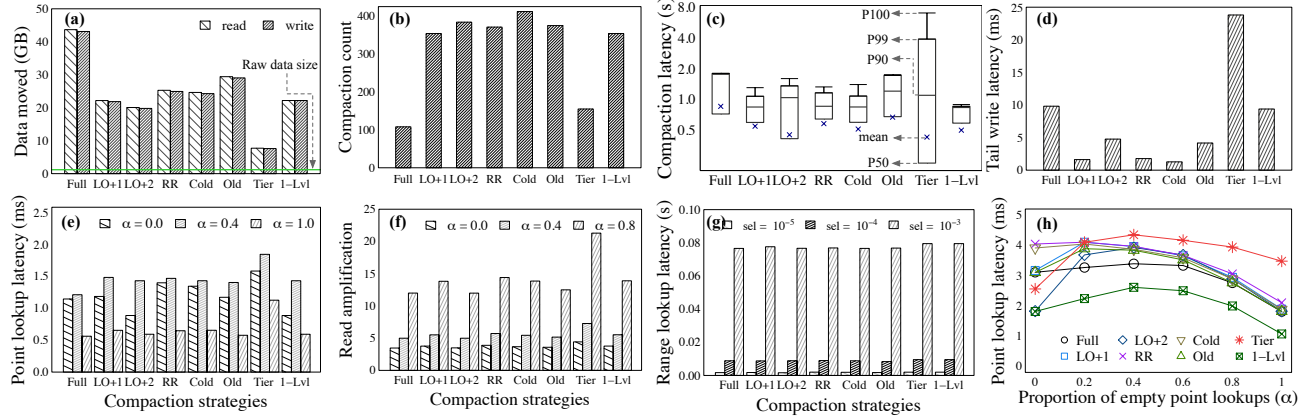 (a)
read
write
Raw data size
Data moved (GB)
50
40
30
20
10
0
Full LO+1 LO+2 RR Cold Old Tier 1−Lvl
(b)
Compaction count
400
300
200
100
0
Full LO+1 LO+2 RR Cold Old Tier 1−Lvl
(c)
P100
P99
P90
mean
P50
Compaction latency (s)
8.0
4.0
2.0
1.0
0.5
Full LO+1 LO+2 RR Cold Old Tier 1−Lvl
(d)
Tail write latency (ms)
25
20
15
10
5
0
Full LO+1 LO+2 RR Cold Old Tier 1−Lvl
(e)
α = 0.0 α = 0.4 α = 1.0
Point lookup latency (ms)
2.5
2.0
1.5
1.0
0.5
0.0
Full LO+1 LO+2 RR Cold Old Tier 1−Lvl
Compaction strategies
(f)
α = 0.0 α = 0.4 α = 0.8
Read amplification
25
20
15
10
5
0
Full LO+1 LO+2 RR Cold Old Tier 1−Lvl
Compaction strategies
(g)
sel = 10⁻⁵ sel = 10⁻⁴ sel = 10⁻³
Range lookup latency (s)
0.10
0.08
0.06
0.04
0.02
0.00
Full LO+1 LO+2 RR Cold Old Tier 1−Lvl
Compaction strategies
(h)
Point lookup latency (ms)
5
4
3
2
1
0
Full LO+2 Cold Tier
LO+1 RR Old 1−Lvl
0 0.2 0.4 0.6 0.8 1
Proportion of empty point lookups (α)